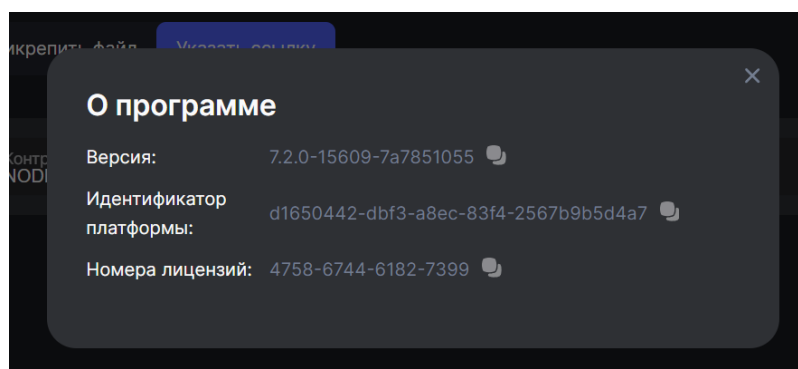 О программе
Версия: 7.2.0-15609-7a7851055
Идентификатор платформы: d1650442-dbf3-a8ec-83f4-2567b9b5d4a7
Номера лицензий: 4758-6744-6182-7399